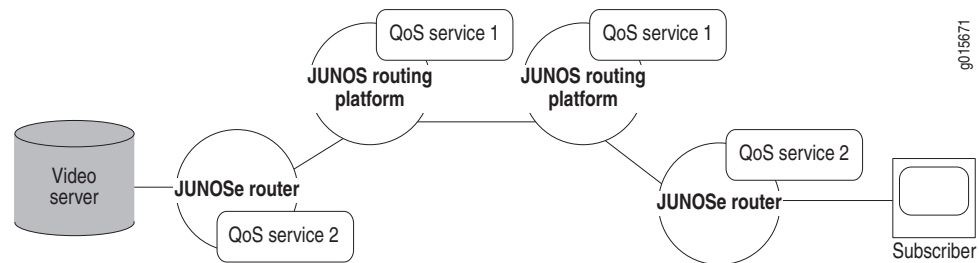 QoS service 1
QoS service 1
g015671
JUNOS routing
platform
JUNOS routing
platform
Video
server
JUNOSe router
QoS service 2
QoS service 2
JUNOSe router
Subscriber